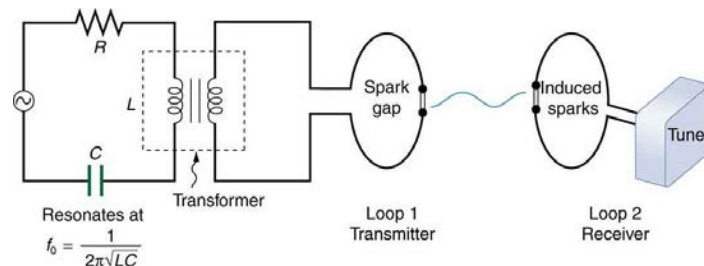 R
L
C
Transformer
Resonates at
f₀ = 1 / 2π√LC
Spark
gap
Loop 1
Transmitter
Induced
sparks
Tune
Loop 2
Receiver